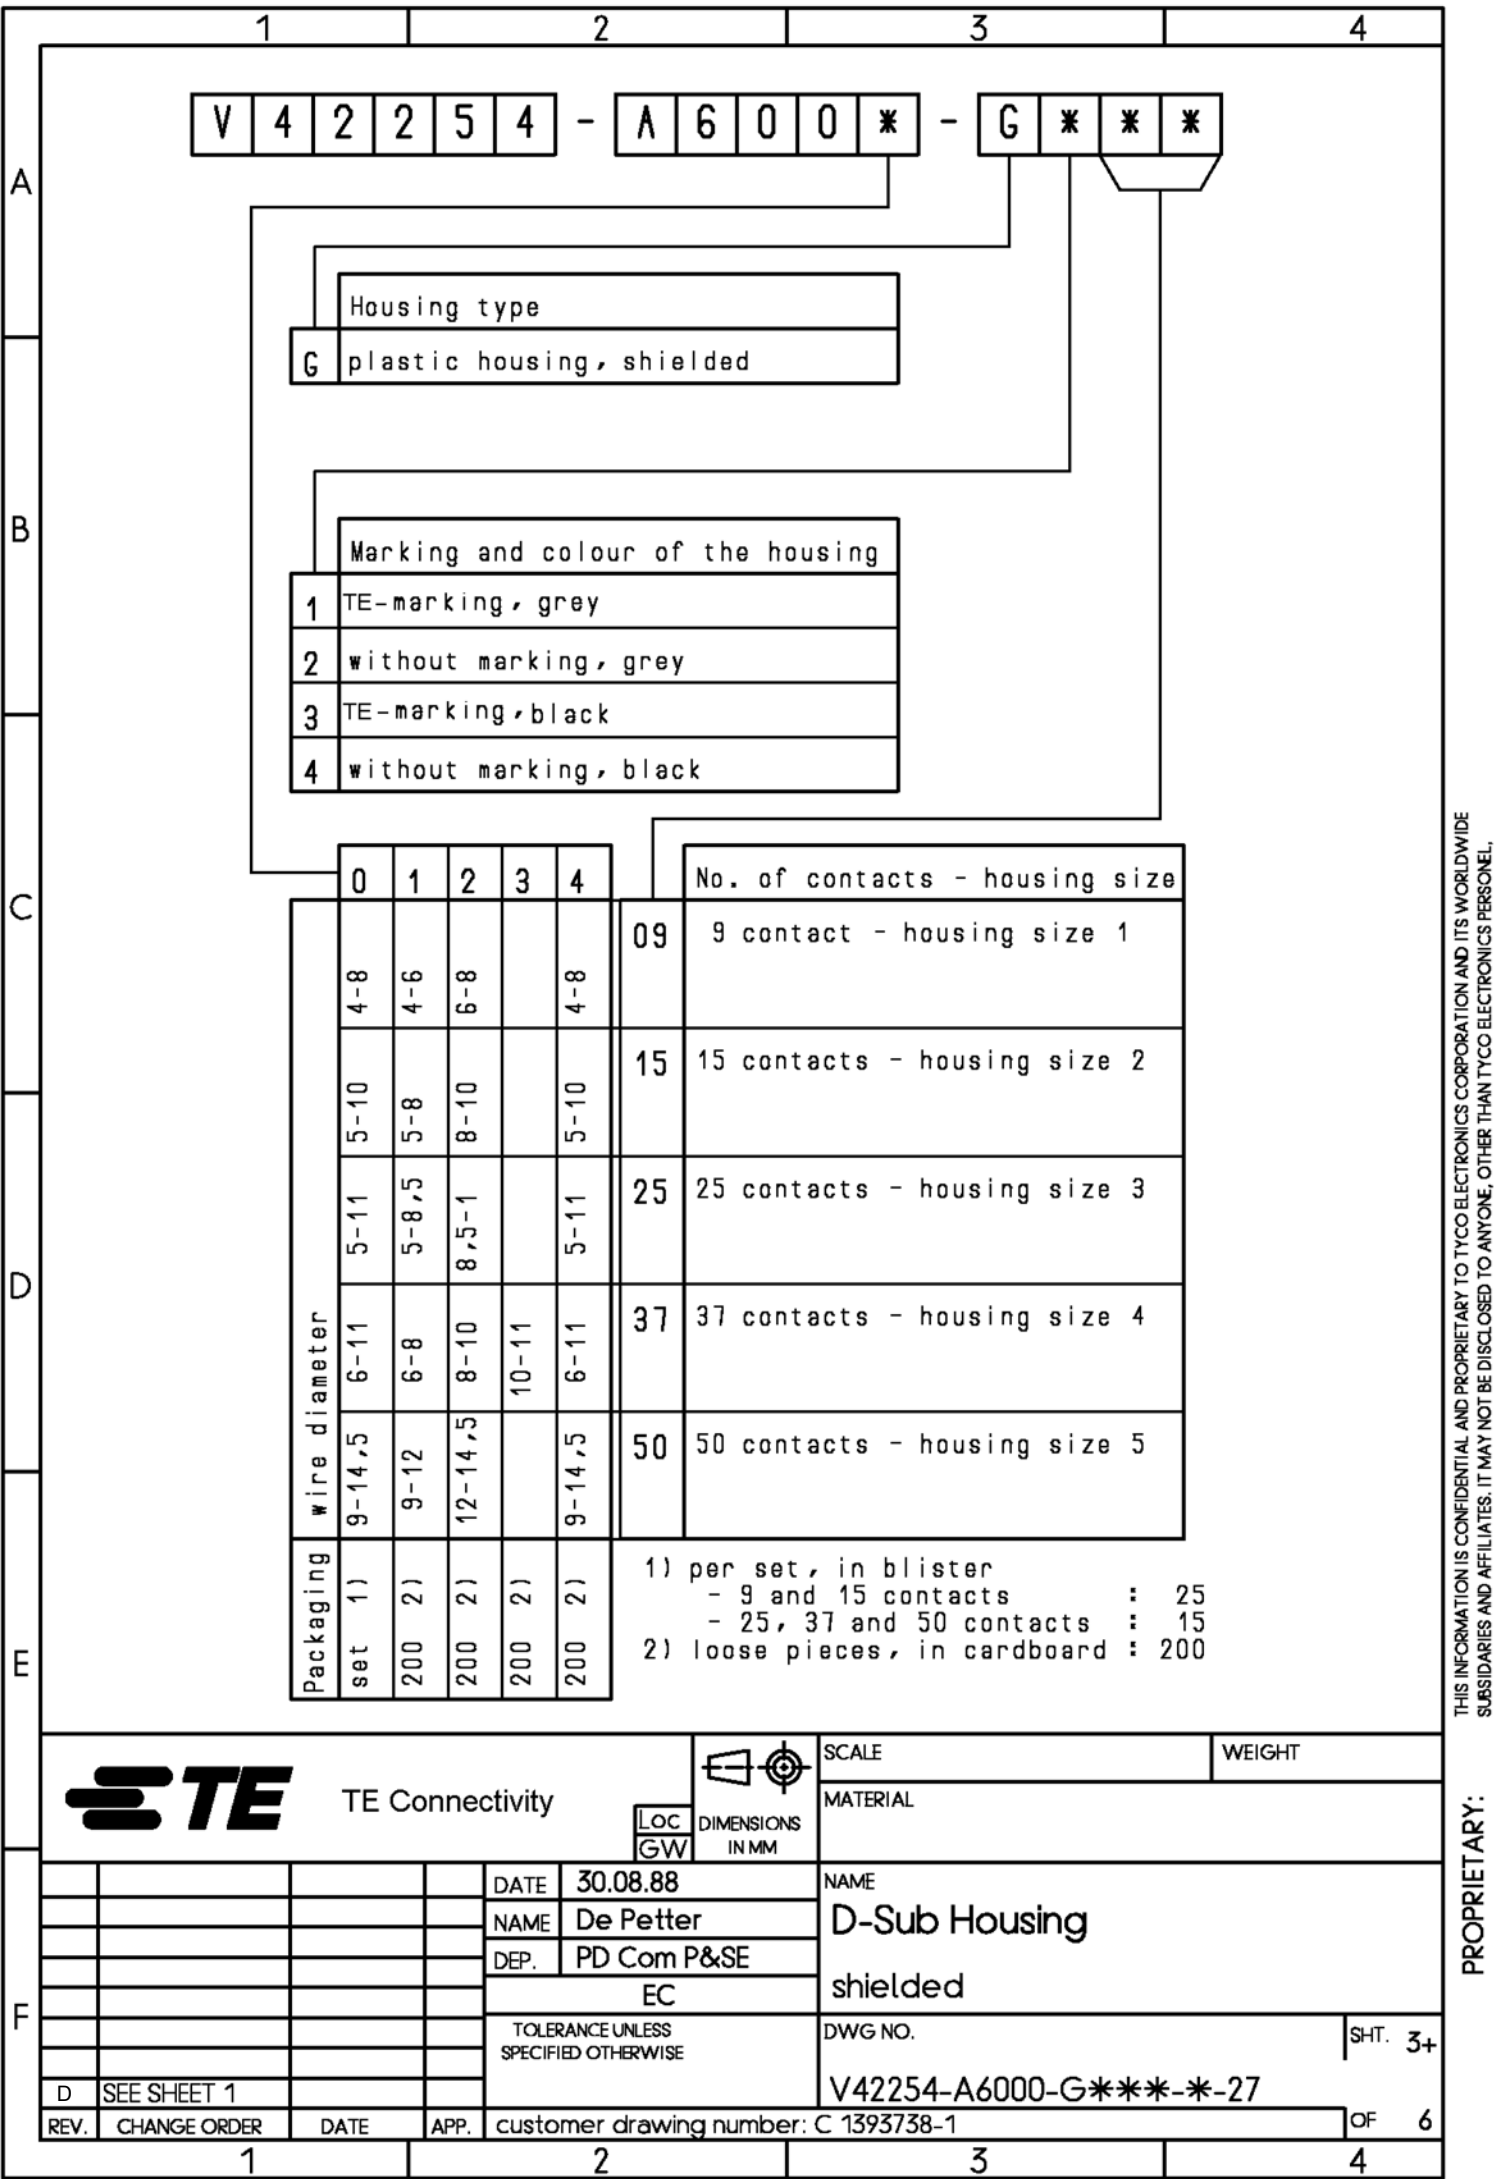 1 2 3 4
V 4 2 2 5 4 - A 6 0 0 * - G * * *
A
Housing type
G plastic housing, shielded
B
Marking and colour of the housing
1 TE-marking, grey
2 without marking, grey
3 TE-marking, black
4 without marking, black
C
0 1 2 3 4 No. of contacts - housing size
4-8 4-6 6-8 4-8 09 9 contact - housing size 1
5-10 5-8 8-10 5-10 15 15 contacts - housing size 2
5-11 5-8,5 8,5-1 5-11 25 25 contacts - housing size 3
D
wire diameter
6-11 6-8 8-10 10-11 6-11 37 37 contacts - housing size 4
9-14,5 9-12 12-14,5 9-14,5 50 50 contacts - housing size 5
E
Packaging
set 1) 200 2) 200 2) 200 2) 200 2)
1) per set, in blister
- 9 and 15 contacts : 25
- 25, 37 and 50 contacts : 15
2) loose pieces, in cardboard : 200
THIS INFORMATION IS CONFIDENTIAL AND PROPRIETARY TO TYCO ELECTRONICS CORPORATION AND ITS WORLDWIDE
SUBSIDARIES AND AFFILIATES. IT MAY NOT BE DISCLOSED TO ANYONE, OTHER THAN TYCO ELECTRONICS PERSONEL,
PROPRIETARY:
TE TE Connectivity
Loc
GW
DIMENSIONS
IN MM
SCALE
WEIGHT
MATERIAL
DATE 30.08.88
NAME De Petter
DEP. PD Com P&SE
EC
NAME
D-Sub Housing
shielded
F
TOLERANCE UNLESS
SPECIFIED OTHERWISE
DWG NO.
V42254-A6000-G***-*-27
SHT. 3+
OF 6
D SEE SHEET 1
REV. CHANGE ORDER DATE APP.
customer drawing number: C 1393738-1
1 2 3 4